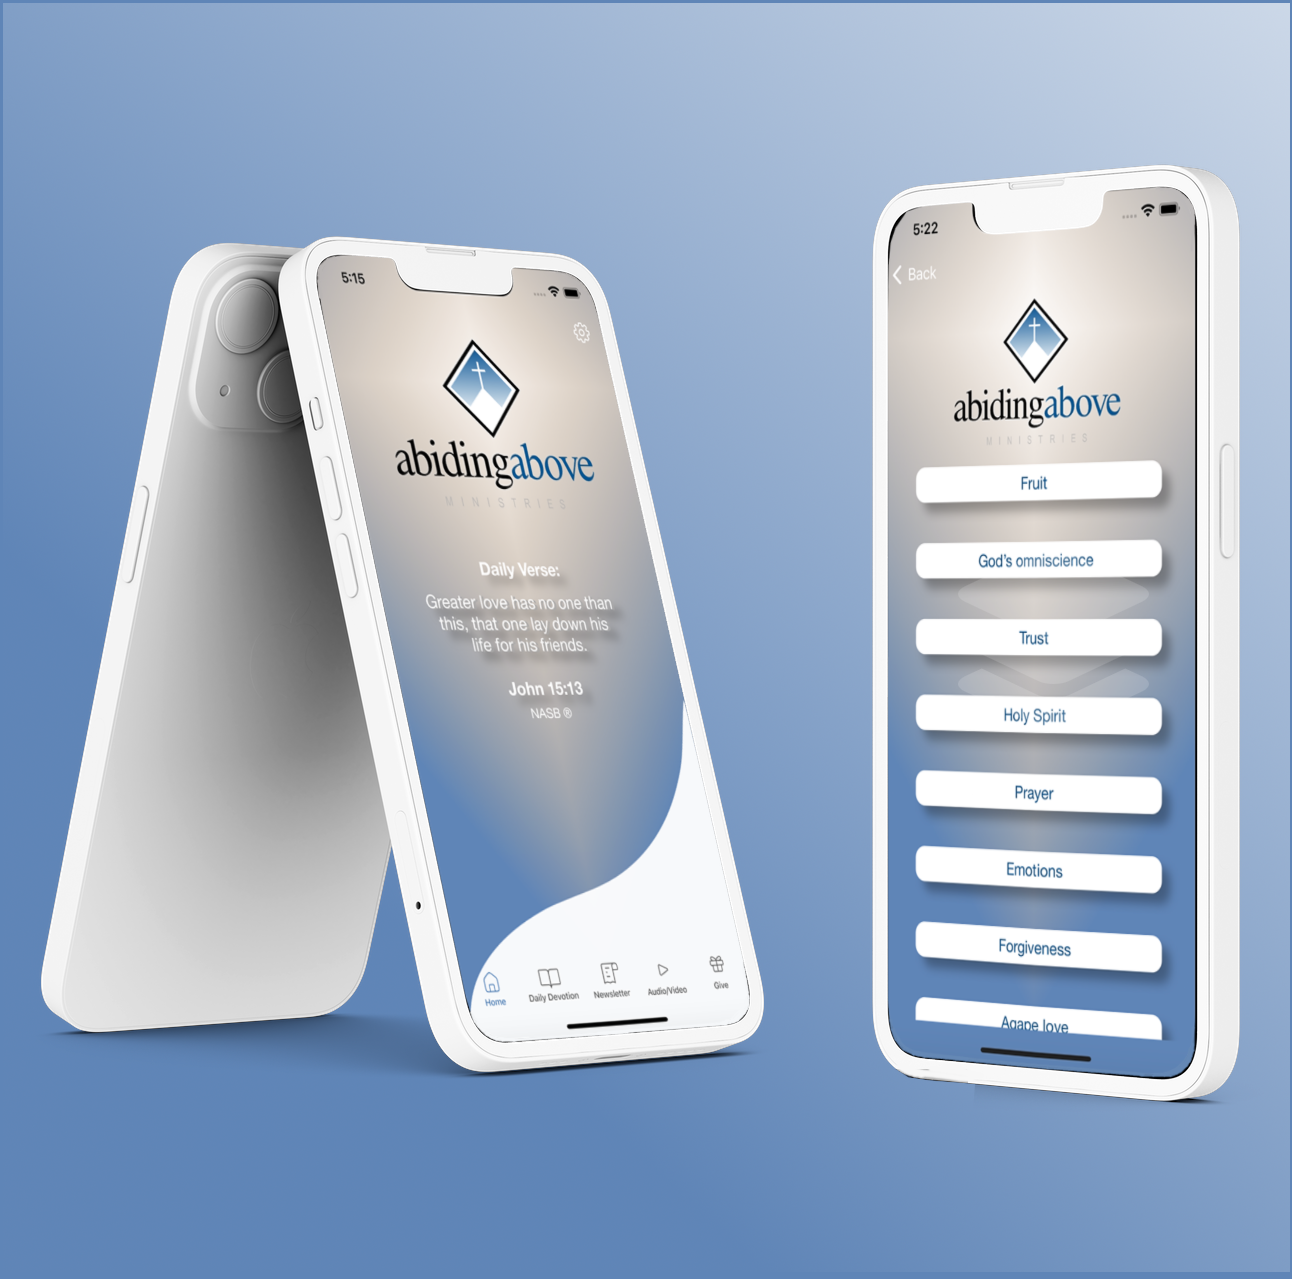 5:15
abidingabove
MINISTRIES
Daily Verse:
Greater love has no one than
this, that one lay down his
life for his friends.
John 15:13
NASB ®
Home
Daily Devotion
Newsletter
Audio/Video
Give
5:22
Back
abidingabove
MINISTRIES
Fruit
God's omniscience
Trust
Holy Spirit
Prayer
Emotions
Forgiveness
Agape love